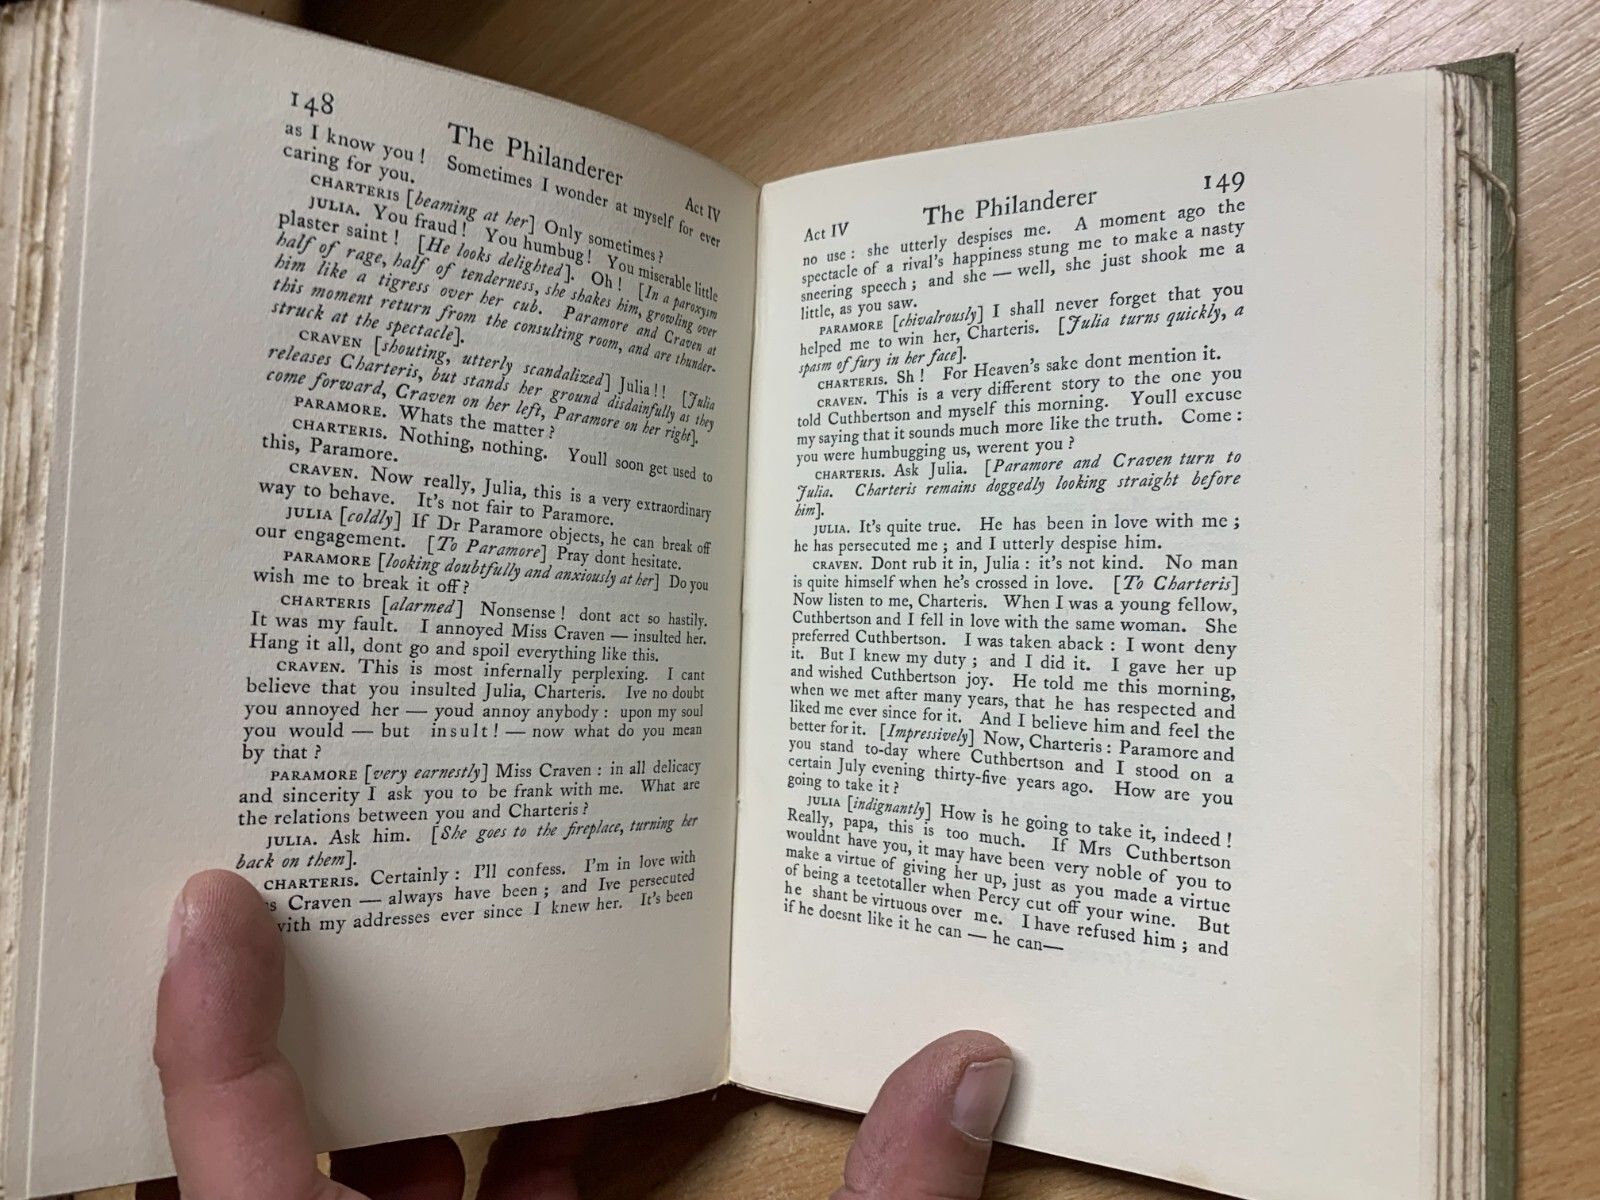 148
The Philanderer
Act IV
as I know you! Sometimes I wonder at myself for ever
caring for you.
CHARTERIS [beaming at her] Only sometimes?
JULIA. You fraud! You humbug! You miserable little
plaster saint! [He looks delighted]. Oh! [In a paroxysm
half of rage, half of tenderness, she shakes him, growling over
him like a tigress over her cub. Paramore and Craven at
this moment return from the consulting room, and are thunder-
struck at the spectacle].
CRAVEN [shouting, utterly scandalized] Julia!! [Julia
releases Charteris, but stands her ground disdainfully as they
come forward, Craven on her left, Paramore on her right].
PARAMORE. Whats the matter?
CHARTERIS. Nothing, nothing. Youll soon get used to
this, Paramore.
CRAVEN. Now really, Julia, this is a very extraordinary
way to behave. It's not fair to Paramore.
JULIA [coldly] If Dr Paramore objects, he can break off
our engagement. [To Paramore] Pray dont hesitate.
PARAMORE [looking doubtfully and anxiously at her] Do you
wish me to break it off?
CHARTERIS [alarmed] Nonsense! dont act so hastily.
It was my fault. I annoyed Miss Craven — insulted her.
Hang it all, dont go and spoil everything like this.
CRAVEN. This is most infernally perplexing. I cant
believe that you insulted Julia, Charteris. Ive no doubt
you annoyed her — youd annoy anybody: upon my soul
you would — but insult! — now what do you mean
by that?
PARAMORE [very earnestly] Miss Craven: in all delicacy
and sincerity I ask you to be frank with me. What are
the relations between you and Charteris?
JULIA. Ask him. [She goes to the fireplace, turning her
back on them].
CHARTERIS. Certainly: I'll confess. I'm in love with
Craven — always have been; and Ive persecuted
with my addresses ever since I knew her. It's been
Act IV
The Philanderer
149
no use: she utterly despises me. A moment ago the
spectacle of a rival's happiness stung me to make a nasty
sneering speech; and she — well, she just shook me a
little, as you saw.
PARAMORE [chivalrously] I shall never forget that you
helped me to win her, Charteris. [Julia turns quickly, a
spasm of fury in her face].
CHARTERIS. Sh! For Heaven's sake dont mention it.
CRAVEN. This is a very different story to the one you
told Cuthbertson and myself this morning. Youll excuse
my saying that it sounds much more like the truth. Come:
you were humbugging us, werent you?
CHARTERIS. Ask Julia. [Paramore and Craven turn to
Julia. Charteris remains doggedly looking straight before
him].
JULIA. It's quite true. He has been in love with me;
he has persecuted me; and I utterly despise him.
CRAVEN. Dont rub it in, Julia: it's not kind. No man
is quite himself when he's crossed in love. [To Charteris]
Now listen to me, Charteris. When I was a young fellow,
Cuthbertson and I fell in love with the same woman. She
preferred Cuthbertson. I was taken aback: I wont deny
it. But I knew my duty; and I did it. I gave her up
and wished Cuthbertson joy. He told me this morning,
when we met after many years, that he has respected and
liked me ever since for it. And I believe him and feel the
better for it. [Impressively] Now, Charteris: Paramore and
you stand to-day where Cuthbertson and I stood on a
certain July evening thirty-five years ago. How are you
going to take it?
JULIA [indignantly] How is he going to take it, indeed!
Really, papa, this is too much. If Mrs Cuthbertson
wouldnt have you, it may have been very noble of you to
make a virtue of giving her up, just as you made a virtue
of being a teetotaller when Percy cut off your wine. But
he shant be virtuous over me. I have refused him; and
if he doesnt like it he can — he can—